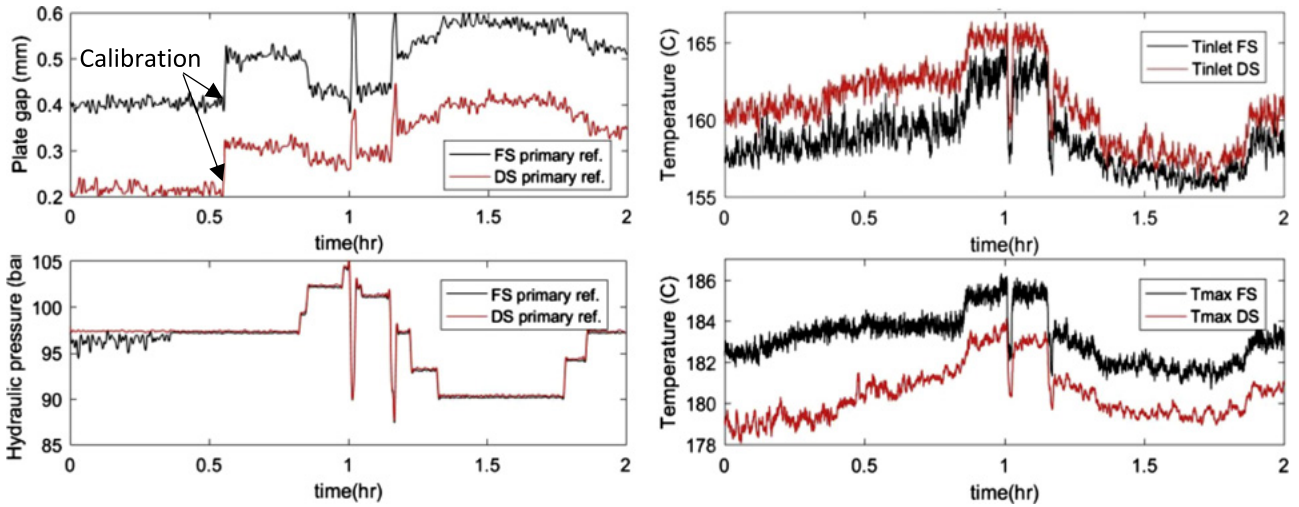 Plate gap (mm)
0.6
0.5
0.4
0.3
0.2
Calibration
FS primary ref.
DS primary ref.
0
0.5
1
1.5
2
time(hr)
Temperature (C)
165
160
155
Tinlet FS
Tinlet DS
0
0.5
1
1.5
2
time(hr)
Hydraulic pressure (ba
105
100
95
90
85
FS primary ref.
DS primary ref.
0
0.5
1
1.5
2
time(hr)
Temperature (C)
186
184
182
180
178
Tmax FS
Tmax DS
0
0.5
1
1.5
2
time(hr)